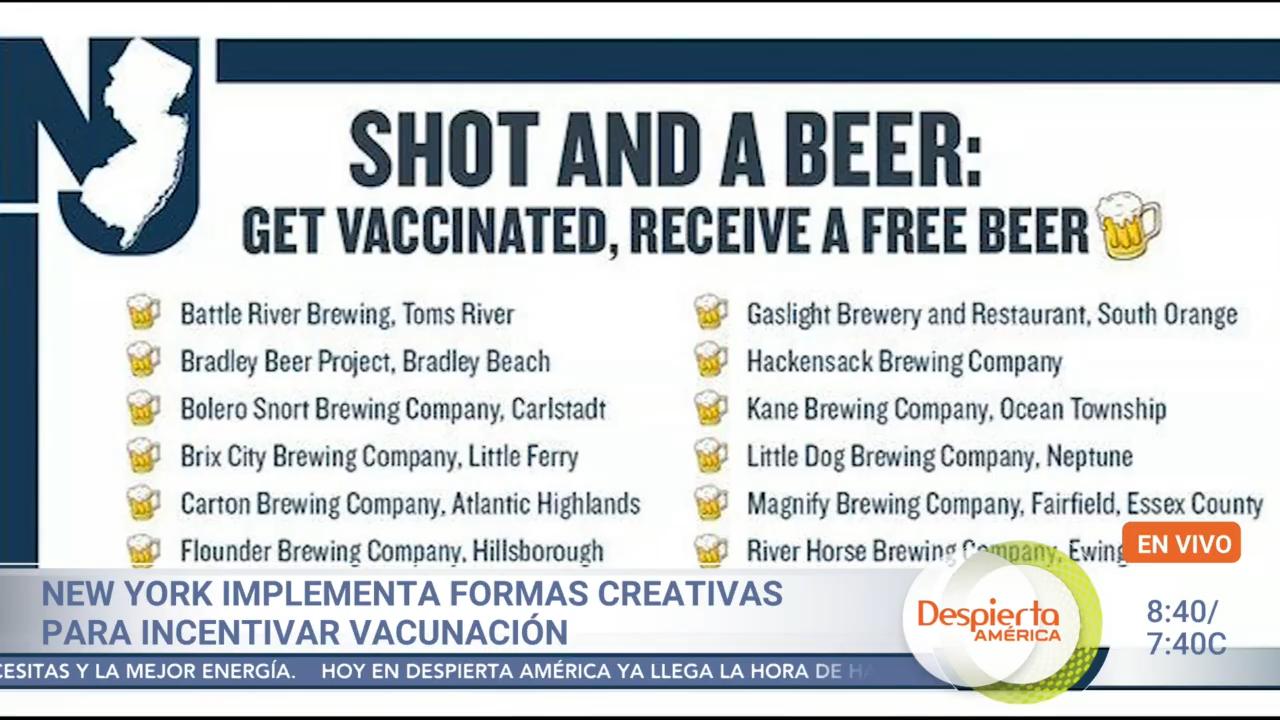 NJ
SHOT AND A BEER:
GET VACCINATED, RECEIVE A FREE BEER
Battle River Brewing, Toms River
Bradley Beer Project, Bradley Beach
Bolero Snort Brewing Company, Carlstadt
Brix City Brewing Company, Little Ferry
Carton Brewing Company, Atlantic Highlands
Flounder Brewing Company, Hillsborough
Gaslight Brewery and Restaurant, South Orange
Hackensack Brewing Company
Kane Brewing Company, Ocean Township
Little Dog Brewing Company, Neptune
Magnify Brewing Company, Fairfield, Essex County
River Horse Brewing Company, Ewing
EN VIVO
NEW YORK IMPLEMENTA FORMAS CREATIVAS
PARA INCENTIVAR VACUNACIÓN
Despierta
AMÉRICA
8:40/
7:40C
CESITAS Y LA MEJOR ENERGÍA. HOY EN DESPIERTA AMÉRICA YA LLEGA LA HORA DE